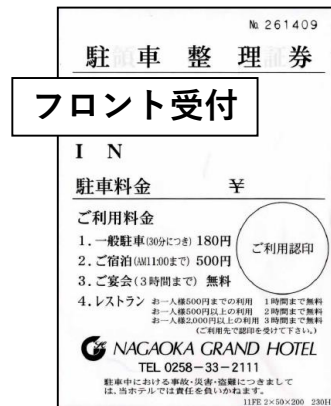 № 261409
駐車整理券
フロント受付
I N
駐車料金 ¥
ご利用料金
1. 一般駐車(30分につき) 180円
2. ご宿泊(AM11:00まで) 500円
3. ご宴会(3時間まで) 無料
ご利用認印
4. レストラン お一人様500円までの利用 1時間まで無料
お一人様500円以上の利用 2時間まで無料
お一人様2,000円以上の利用 3時間まで無料
(ご利用先で認印を受けて下さい。)
NAGAOKA GRAND HOTEL
TEL 0258-33-2111
駐車中における事故・災害・盗難につきまして
は、当ホテルでは責任を負いかねます。
11FE 2×50×200 230H